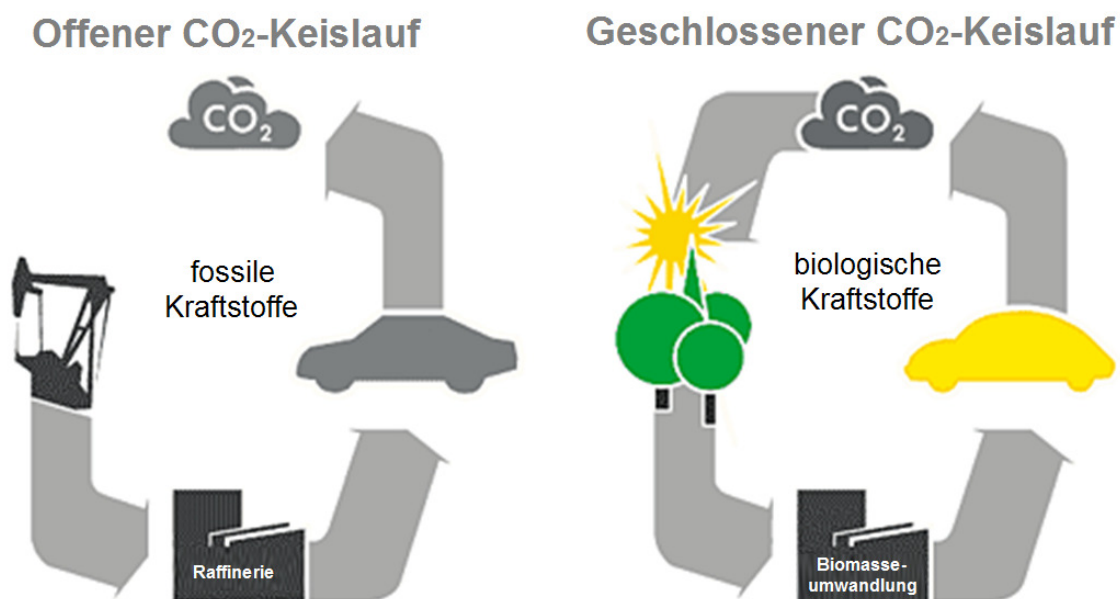 Offener CO₂-Keislauf
Geschlossener CO₂-Keislauf
CO₂
CO₂
fossile
Kraftstoffe
biologische
Kraftstoffe
Raffinerie
Biomasse-
umwandlung